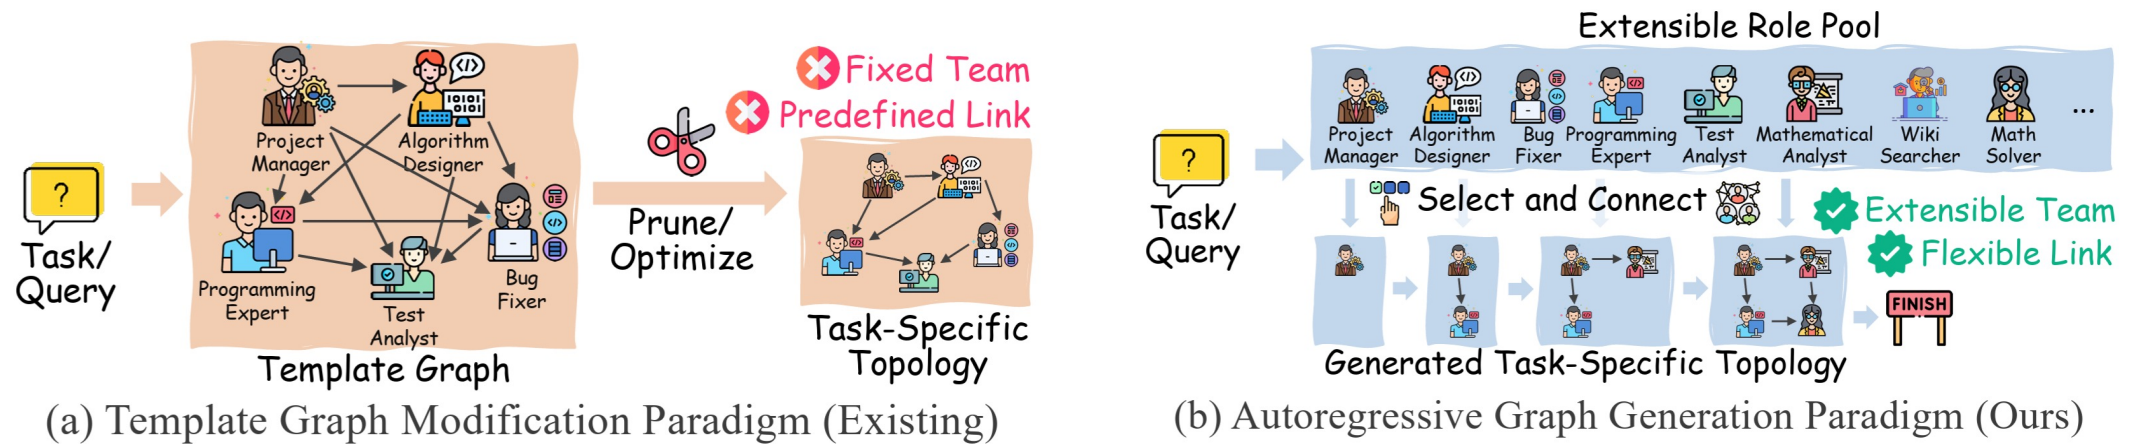 Task/
Query
Project
Manager
Algorithm
Designer
Programming
Expert
Test
Analyst
Bug
Fixer
Template Graph
Prune/
Optimize
Fixed Team
Predefined Link
Task-Specific
Topology
(a) Template Graph Modification Paradigm (Existing)
Extensible Role Pool
Task/
Query
?
?
Project
Manager
Algorithm
Designer
Bug
Fixer
Programming
Expert
Test
Analyst
Mathematical
Analyst
Wiki
Searcher
Math
Solver
...
Select and Connect
Extensible Team
Flexible Link
FINISH
Generated Task-Specific Topology
(b) Autoregressive Graph Generation Paradigm (Ours)